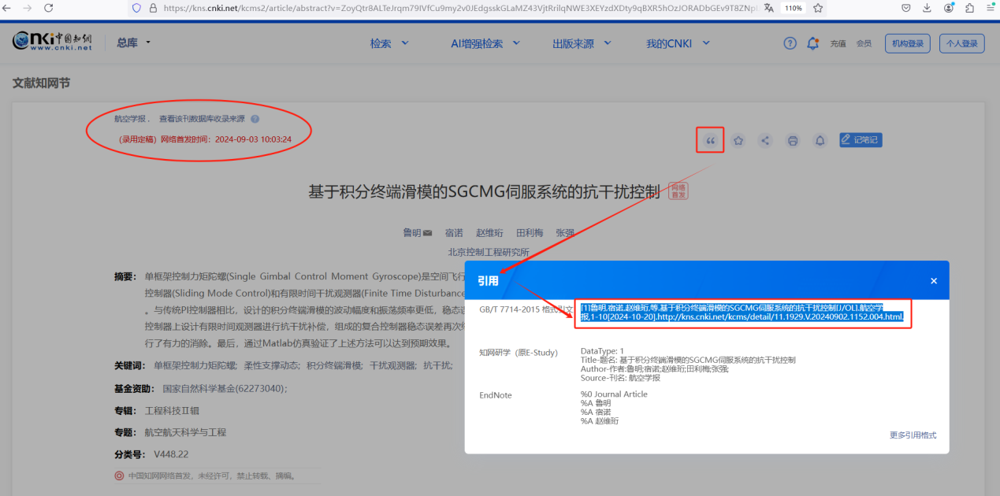 https://kns.cnki.net/kcms2/article/abstract?v=ZoyQtr8ALTeJrqm79IVfCu9my2v0JEdgsskGLaMZ43VjtRrilqNWE3XEYzdXDty9qBXR5hOzJORADbGEv9T8ZNp
110%
cnki中国知网
www.cnki.net
总库
检索
AI增强检索
出版来源
我的CNKI
充值
会员
机构登录
个人登录
文献知网节
航空学报 . 查看该刊数据库收录来源
(录用定稿) 网络首发时间: 2024-09-03 10:03:24
记笔记
基于积分终端滑模的SGCMG伺服系统的抗干扰控制
网络首发
鲁明 宿诺 赵维珩 田利梅 张强
北京控制工程研究所
摘要: 单框架控制力矩陀螺(Single Gimbal Control Moment Gyroscope)是空间飞行
控制器(Sliding Mode Control)和有限时间干扰观测器(Finite Time Disturbance
。与传统PI控制器相比，设计的积分终端滑模的波动幅度和振荡频率更低，稳态误
控制器上设计有限时间观测器进行抗干扰补偿，组成的复合控制器稳态误差再次
行了有力的消除。最后，通过Matlab仿真验证了上述方法可以达到预期效果。
关键词: 单框架控制力矩陀螺; 柔性支撑动态; 积分终端滑模; 干扰观测器; 抗干扰;
基金资助: 国家自然科学基金(62273040);
专辑: 工程科技Ⅱ辑
专题: 航空航天科学与工程
分类号: V448.22
中国知网网络首发，未经许可，禁止转载、摘编。
引用
GB/T 7714-2015 格式引文
[1]鲁明,宿诺,赵维珩,等.基于积分终端滑模的SGCMG伺服系统的抗干扰控制[J/OL].航空学
报,1-10[2024-10-20].http://kns.cnki.net/kcms/detail/11.1929.V.20240902.1152.004.html.
知网研学（原E-Study）
DataType: 1
Title-题名: 基于积分终端滑模的SGCMG伺服系统的抗干扰控制
Author-作者:鲁明;宿诺;赵维珩;田利梅;张强;
Source-刊名: 航空学报
EndNote
%0 Journal Article
%A 鲁明
%A 宿诺
%A 赵维珩
更多引用格式